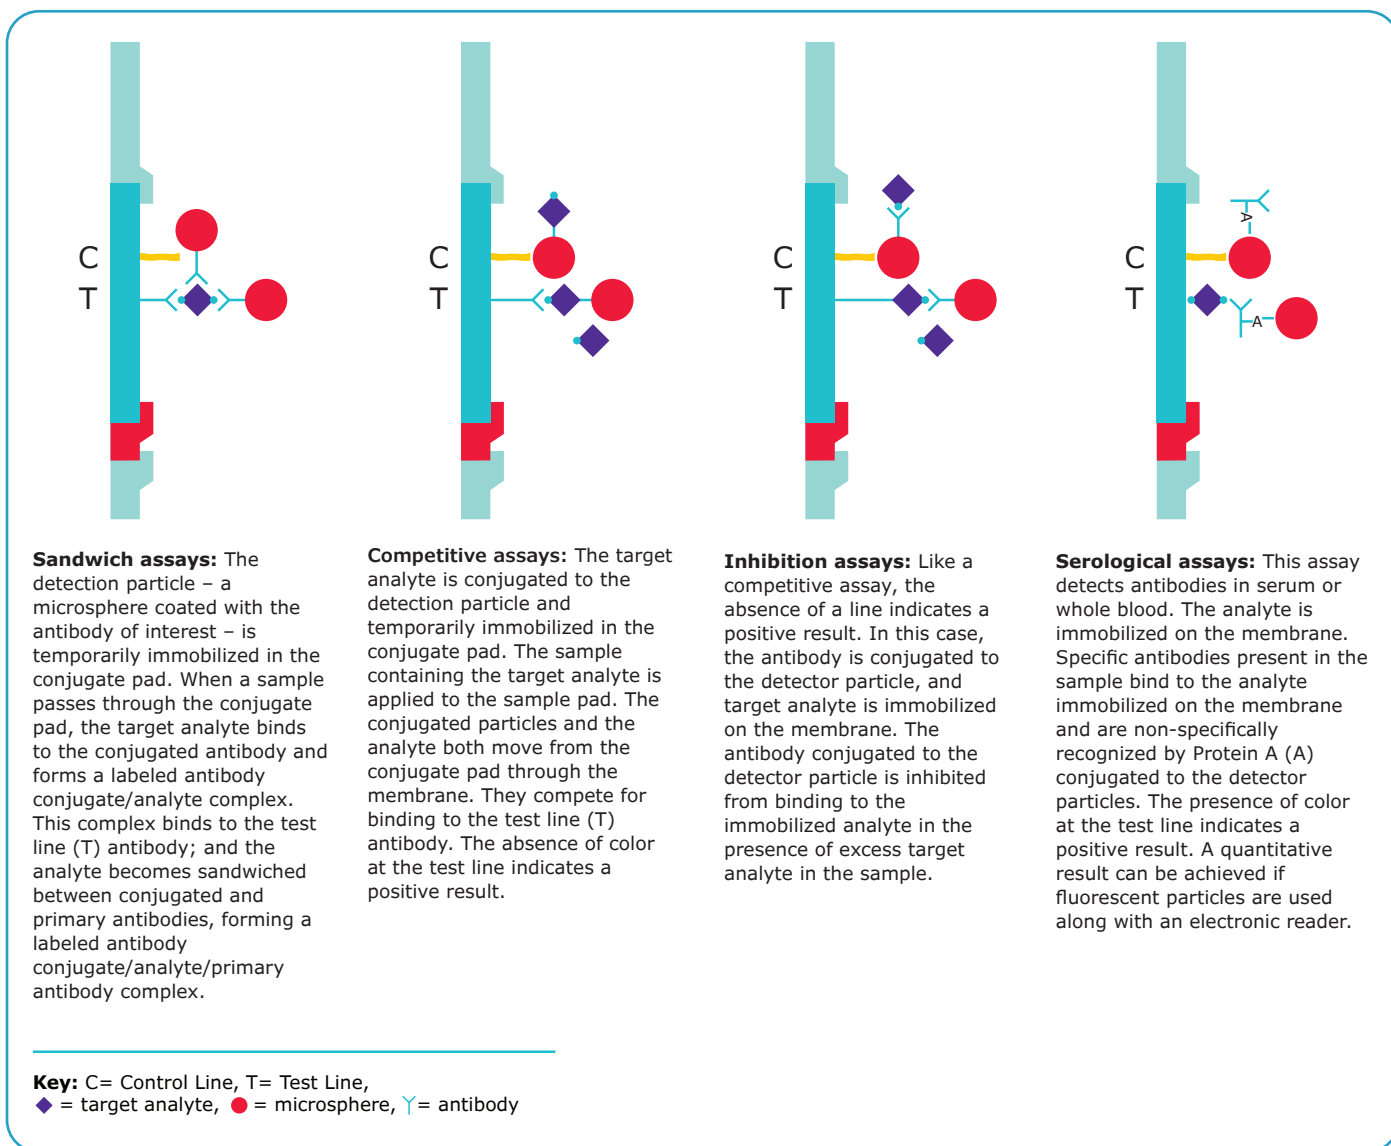 C
T
C
T
C
T
A
C
T
A
Sandwich assays: The
detection particle – a
microsphere coated with the
antibody of interest – is
temporarily immobilized in the
conjugate pad. When a sample
passes through the conjugate
pad, the target analyte binds
to the conjugated antibody and
forms a labeled antibody
conjugate/analyte complex.
This complex binds to the test
line (T) antibody; and the
analyte becomes sandwiched
between conjugated and
primary antibodies, forming a
labeled antibody
conjugate/analyte/primary
antibody complex.
Competitive assays: The target
analyte is conjugated to the
detection particle and
temporarily immobilized in the
conjugate pad. The sample
containing the target analyte is
applied to the sample pad. The
conjugated particles and the
analyte both move from the
conjugate pad through the
membrane. They compete for
binding to the test line (T)
antibody. The absence of color
at the test line indicates a
positive result.
Inhibition assays: Like a
competitive assay, the
absence of a line indicates a
positive result. In this case,
the antibody is conjugated to
the detector particle, and
target analyte is immobilized
on the membrane. The
antibody conjugated to the
detector particle is inhibited
from binding to the
immobilized analyte in the
presence of excess target
analyte in the sample.
Serological assays: This assay
detects antibodies in serum or
whole blood. The analyte is
immobilized on the membrane.
Specific antibodies present in the
sample bind to the analyte
immobilized on the membrane
and are non-specifically
recognized by Protein A (A)
conjugated to the detector
particles. The presence of color
at the test line indicates a
positive result. A quantitative
result can be achieved if
fluorescent particles are used
along with an electronic reader.
Key: C= Control Line, T= Test Line,
= target analyte, = microsphere, = antibody